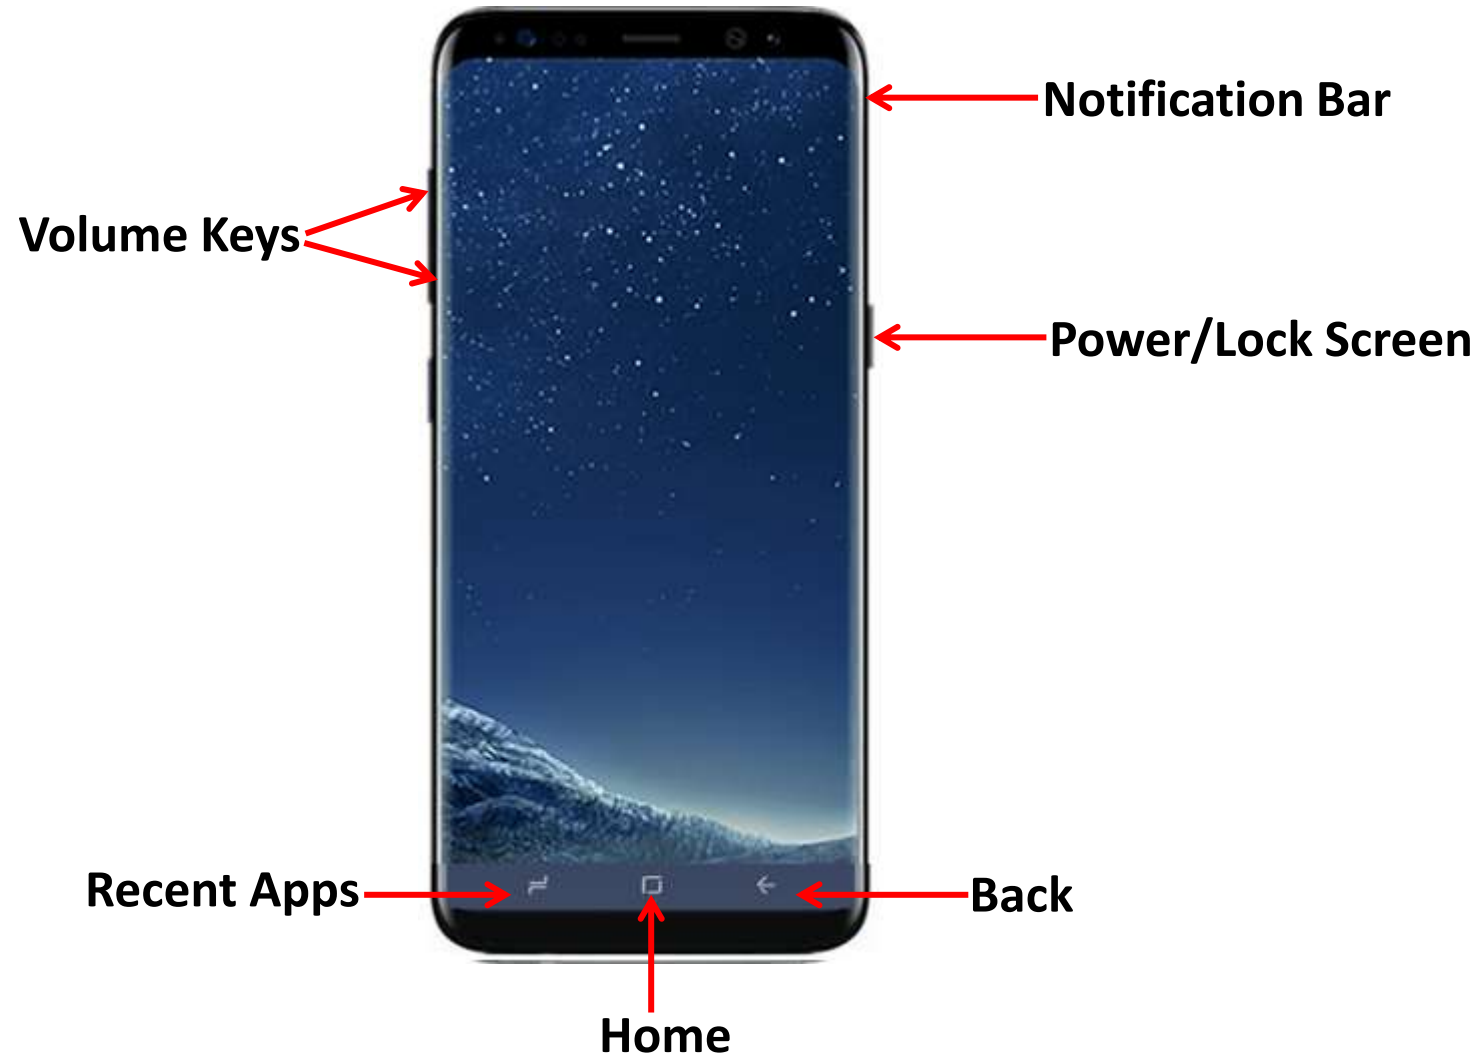 Notification Bar
Volume Keys
Power/Lock Screen
Recent Apps
Back
Home